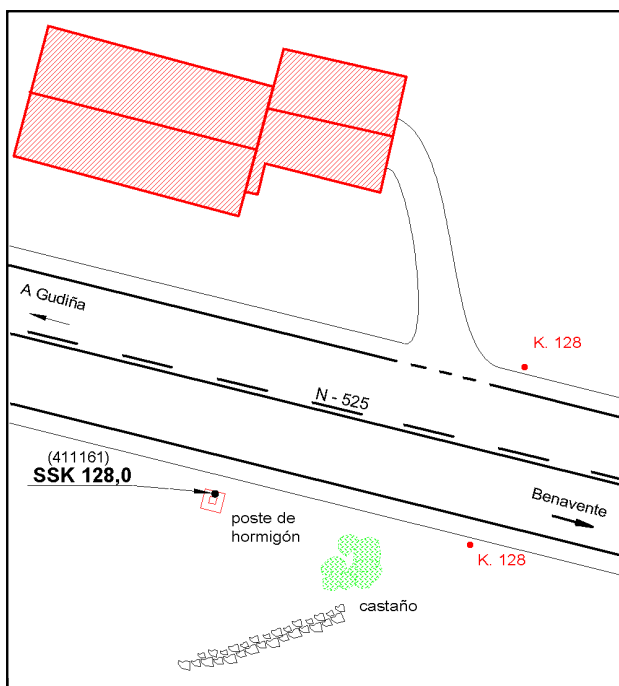 A Gudiña
K. 128
N - 525
(411161)
SSK 128,0
Benavente
poste de
hormigón
K. 128
castaño